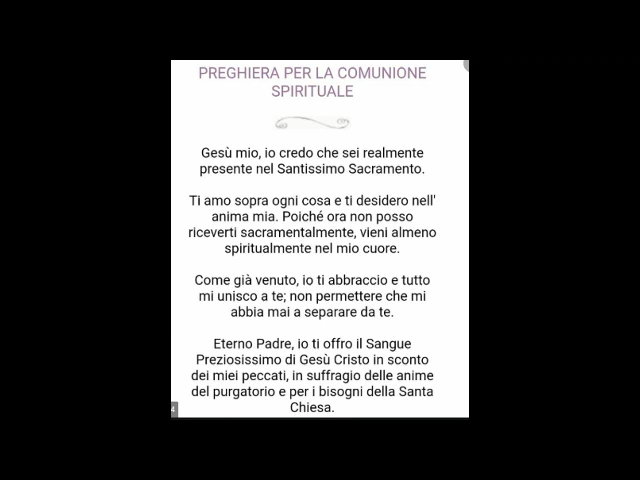 PREGHIERA PER LA COMUNIONE
SPIRITUALE
Gesù mio, io credo che sei realmente
presente nel Santissimo Sacramento.
Ti amo sopra ogni cosa e ti desidero nell'
anima mia. Poiché ora non posso
riceverti sacramentalmente, vieni almeno
spiritualmente nel mio cuore.
Come già venuto, io ti abbraccio e tutto
mi unisco a te; non permettere che mi
abbia mai a separare da te.
Eterno Padre, io ti offro il Sangue
Preziosissimo di Gesù Cristo in sconto
dei miei peccati, in suffragio delle anime
del purgatorio e per i bisogni della Santa
Chiesa.
4